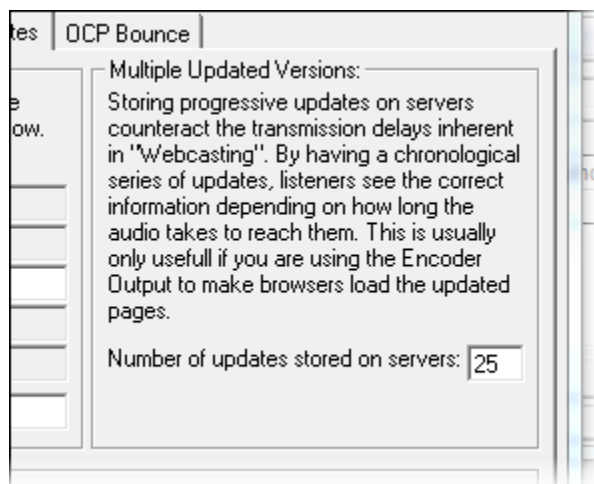 tes
OCP Bounce
Multiple Updated Versions:
e
ow.
Storing progressive updates on servers
counteract the transmission delays inherent
in "Webcasting". By having a chronological
series of updates, listeners see the correct
information depending on how long the
audio takes to reach them. This is usually
only usefull if you are using the Encoder
Output to make browsers load the updated
pages.
Number of updates stored on servers: 25